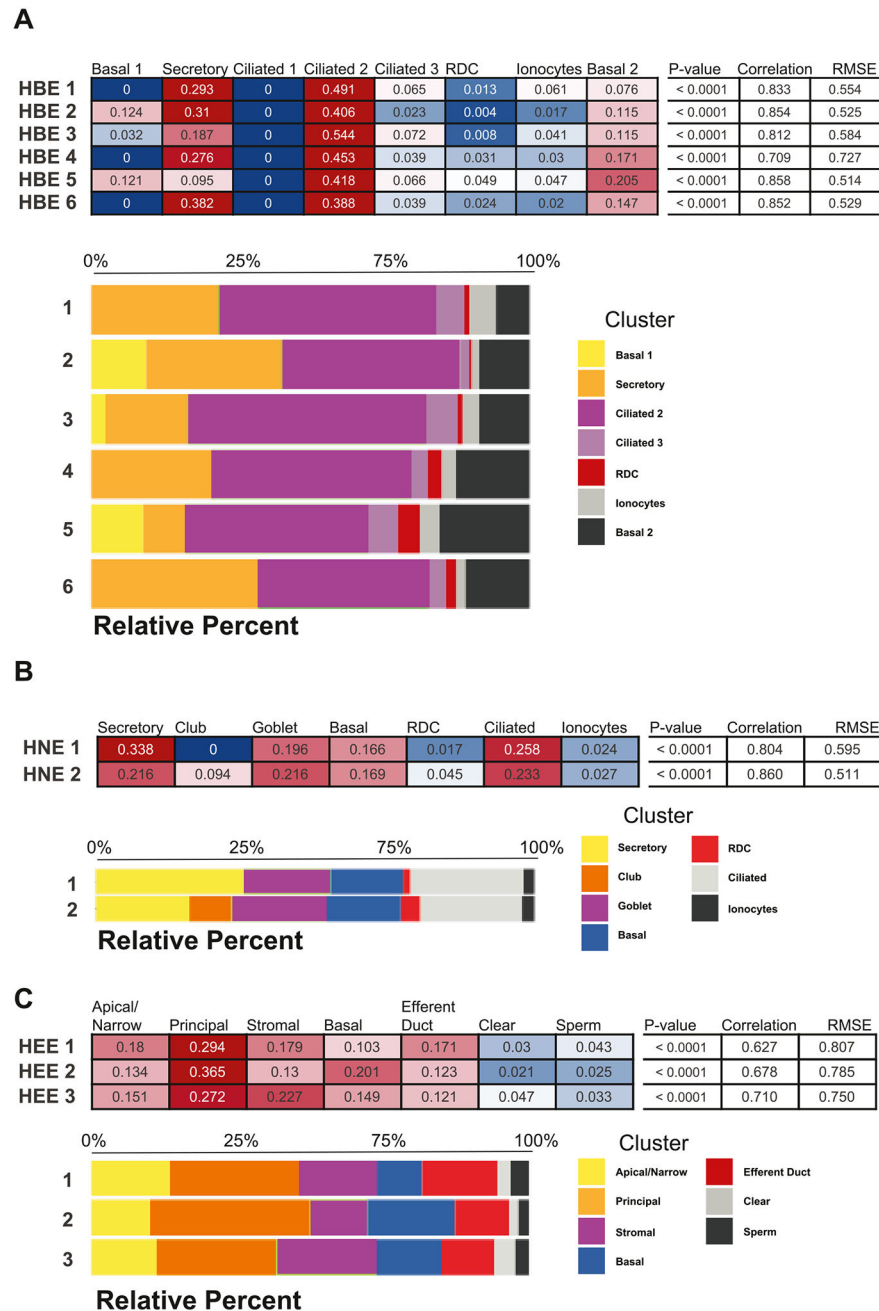 A
Basal 1 Secretory Ciliated 1 Ciliated 2 Ciliated 3 RDC Ionocytes Basal 2 P-value Correlation RMSE
HBE 1 0 0.293 0 0.491 0.065 0.013 0.061 0.076 < 0.0001 0.833 0.554
HBE 2 0.124 0.31 0 0.406 0.023 0.004 0.017 0.115 < 0.0001 0.854 0.525
HBE 3 0.032 0.187 0 0.544 0.072 0.008 0.041 0.115 < 0.0001 0.812 0.584
HBE 4 0 0.276 0 0.453 0.039 0.031 0.03 0.171 < 0.0001 0.709 0.727
HBE 5 0.121 0.095 0 0.418 0.066 0.049 0.047 0.205 < 0.0001 0.858 0.514
HBE 6 0 0.382 0 0.388 0.039 0.024 0.02 0.147 < 0.0001 0.852 0.529
0% 25% 75% 100%
1
2
3
4
5
6
Relative Percent
Cluster
Basal 1
Secretory
Ciliated 2
Ciliated 3
RDC
Ionocytes
Basal 2
B
Secretory Club Goblet Basal RDC Ciliated Ionocytes P-value Correlation RMSE
HNE 1 0.338 0 0.196 0.166 0.017 0.258 0.024 < 0.0001 0.804 0.595
HNE 2 0.216 0.094 0.216 0.169 0.045 0.233 0.027 < 0.0001 0.860 0.511
0% 25% 75% 100%
1
2
Relative Percent
Cluster
Secretory RDC
Club Ciliated
Goblet Ionocytes
Basal
C
Apical/ Efferent
Narrow Principal Stromal Basal Duct Clear Sperm P-value Correlation RMSE
HEE 1 0.18 0.294 0.179 0.103 0.171 0.03 0.043 < 0.0001 0.627 0.807
HEE 2 0.134 0.365 0.13 0.201 0.123 0.021 0.025 < 0.0001 0.678 0.785
HEE 3 0.151 0.272 0.227 0.149 0.121 0.047 0.033 < 0.0001 0.710 0.750
0% 25% 75% 100%
1
2
3
Relative Percent
Cluster
Apical/Narrow Efferent Duct
Principal Clear
Stromal Sperm
Basal